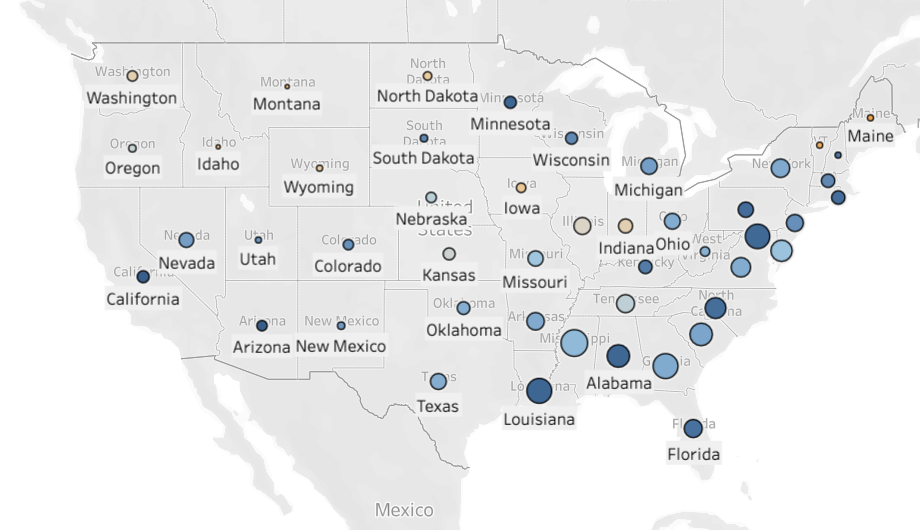 Washington
Washington
Montana
Montana
North
Dakota
North Dakota
Minnesota
Minnesota
Maine
Maine
Oregon
Oregon
Idaho
Idaho
Wyoming
Wyoming
South
Dakota
South Dakota
Wisconsin
Wisconsin
Michigan
Michigan
VT
New York
Nebraska
United
States
Iowa
Iowa
Illinois
Indiana
Ohio
Ohio
West
Virginia
Kentucky
Nevada
Nevada
Utah
Utah
Colorado
Colorado
Kansas
Missouri
Missouri
California
California
Arizona
Arizona
New Mexico
New Mexico
Oklahoma
Oklahoma
Arkansas
Tennessee
North
Carolina
Mississippi
Alabama
Georgia
Texas
Texas
Louisiana
Louisiana
Florida
Florida
Mexico